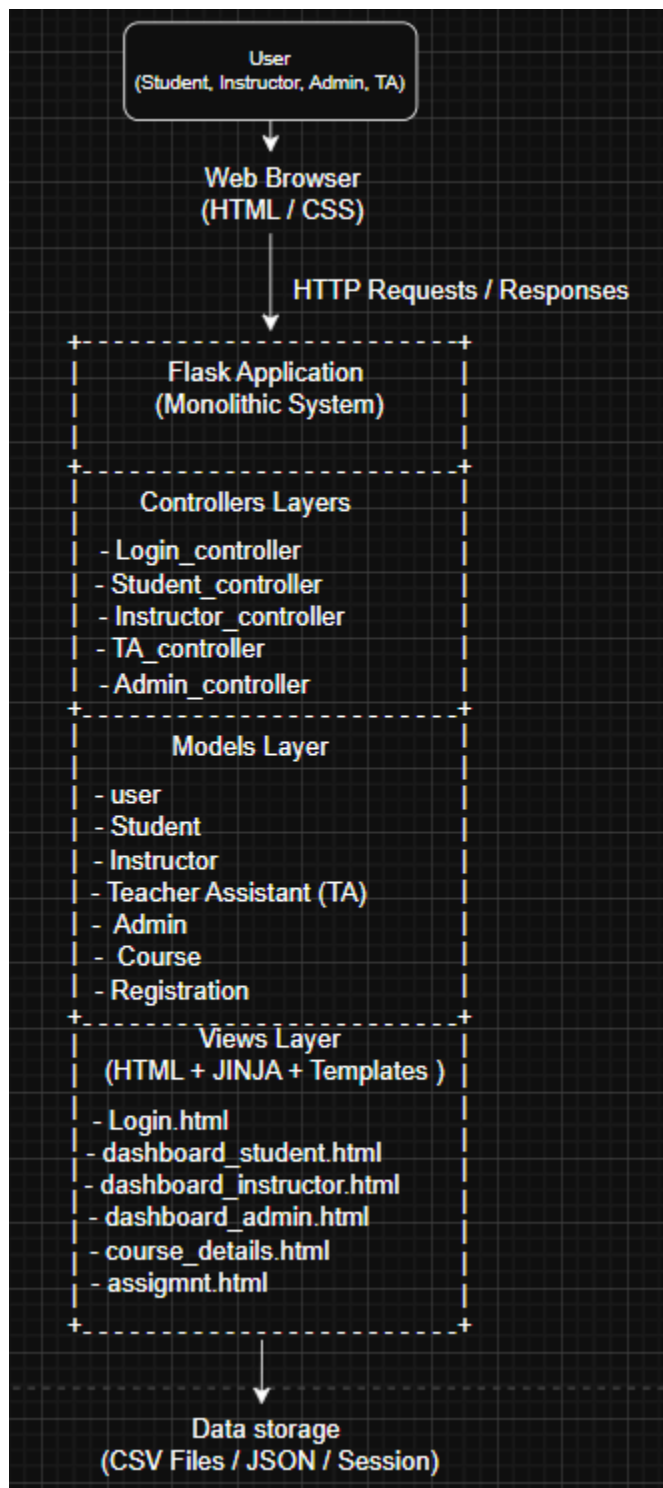 User
(Student, Instructor, Admin, TA)
Web Browser
(HTML / CSS)
HTTP Requests / Responses
Flask Application
(Monolithic System)
Controllers Layers
- Login_controller
- Student_controller
- Instructor_controller
- TA_controller
- Admin_controller
Models Layer
- user
- Student
- Instructor
- Teacher Assistant (TA)
- Admin
- Course
- Registration
Views Layer
(HTML + JINJA + Templates )
- Login.html
- dashboard_student.html
- dashboard_instructor.html
- dashboard_admin.html
- course_details.html
- assigmnt.html
Data storage
(CSV Files / JSON / Session)